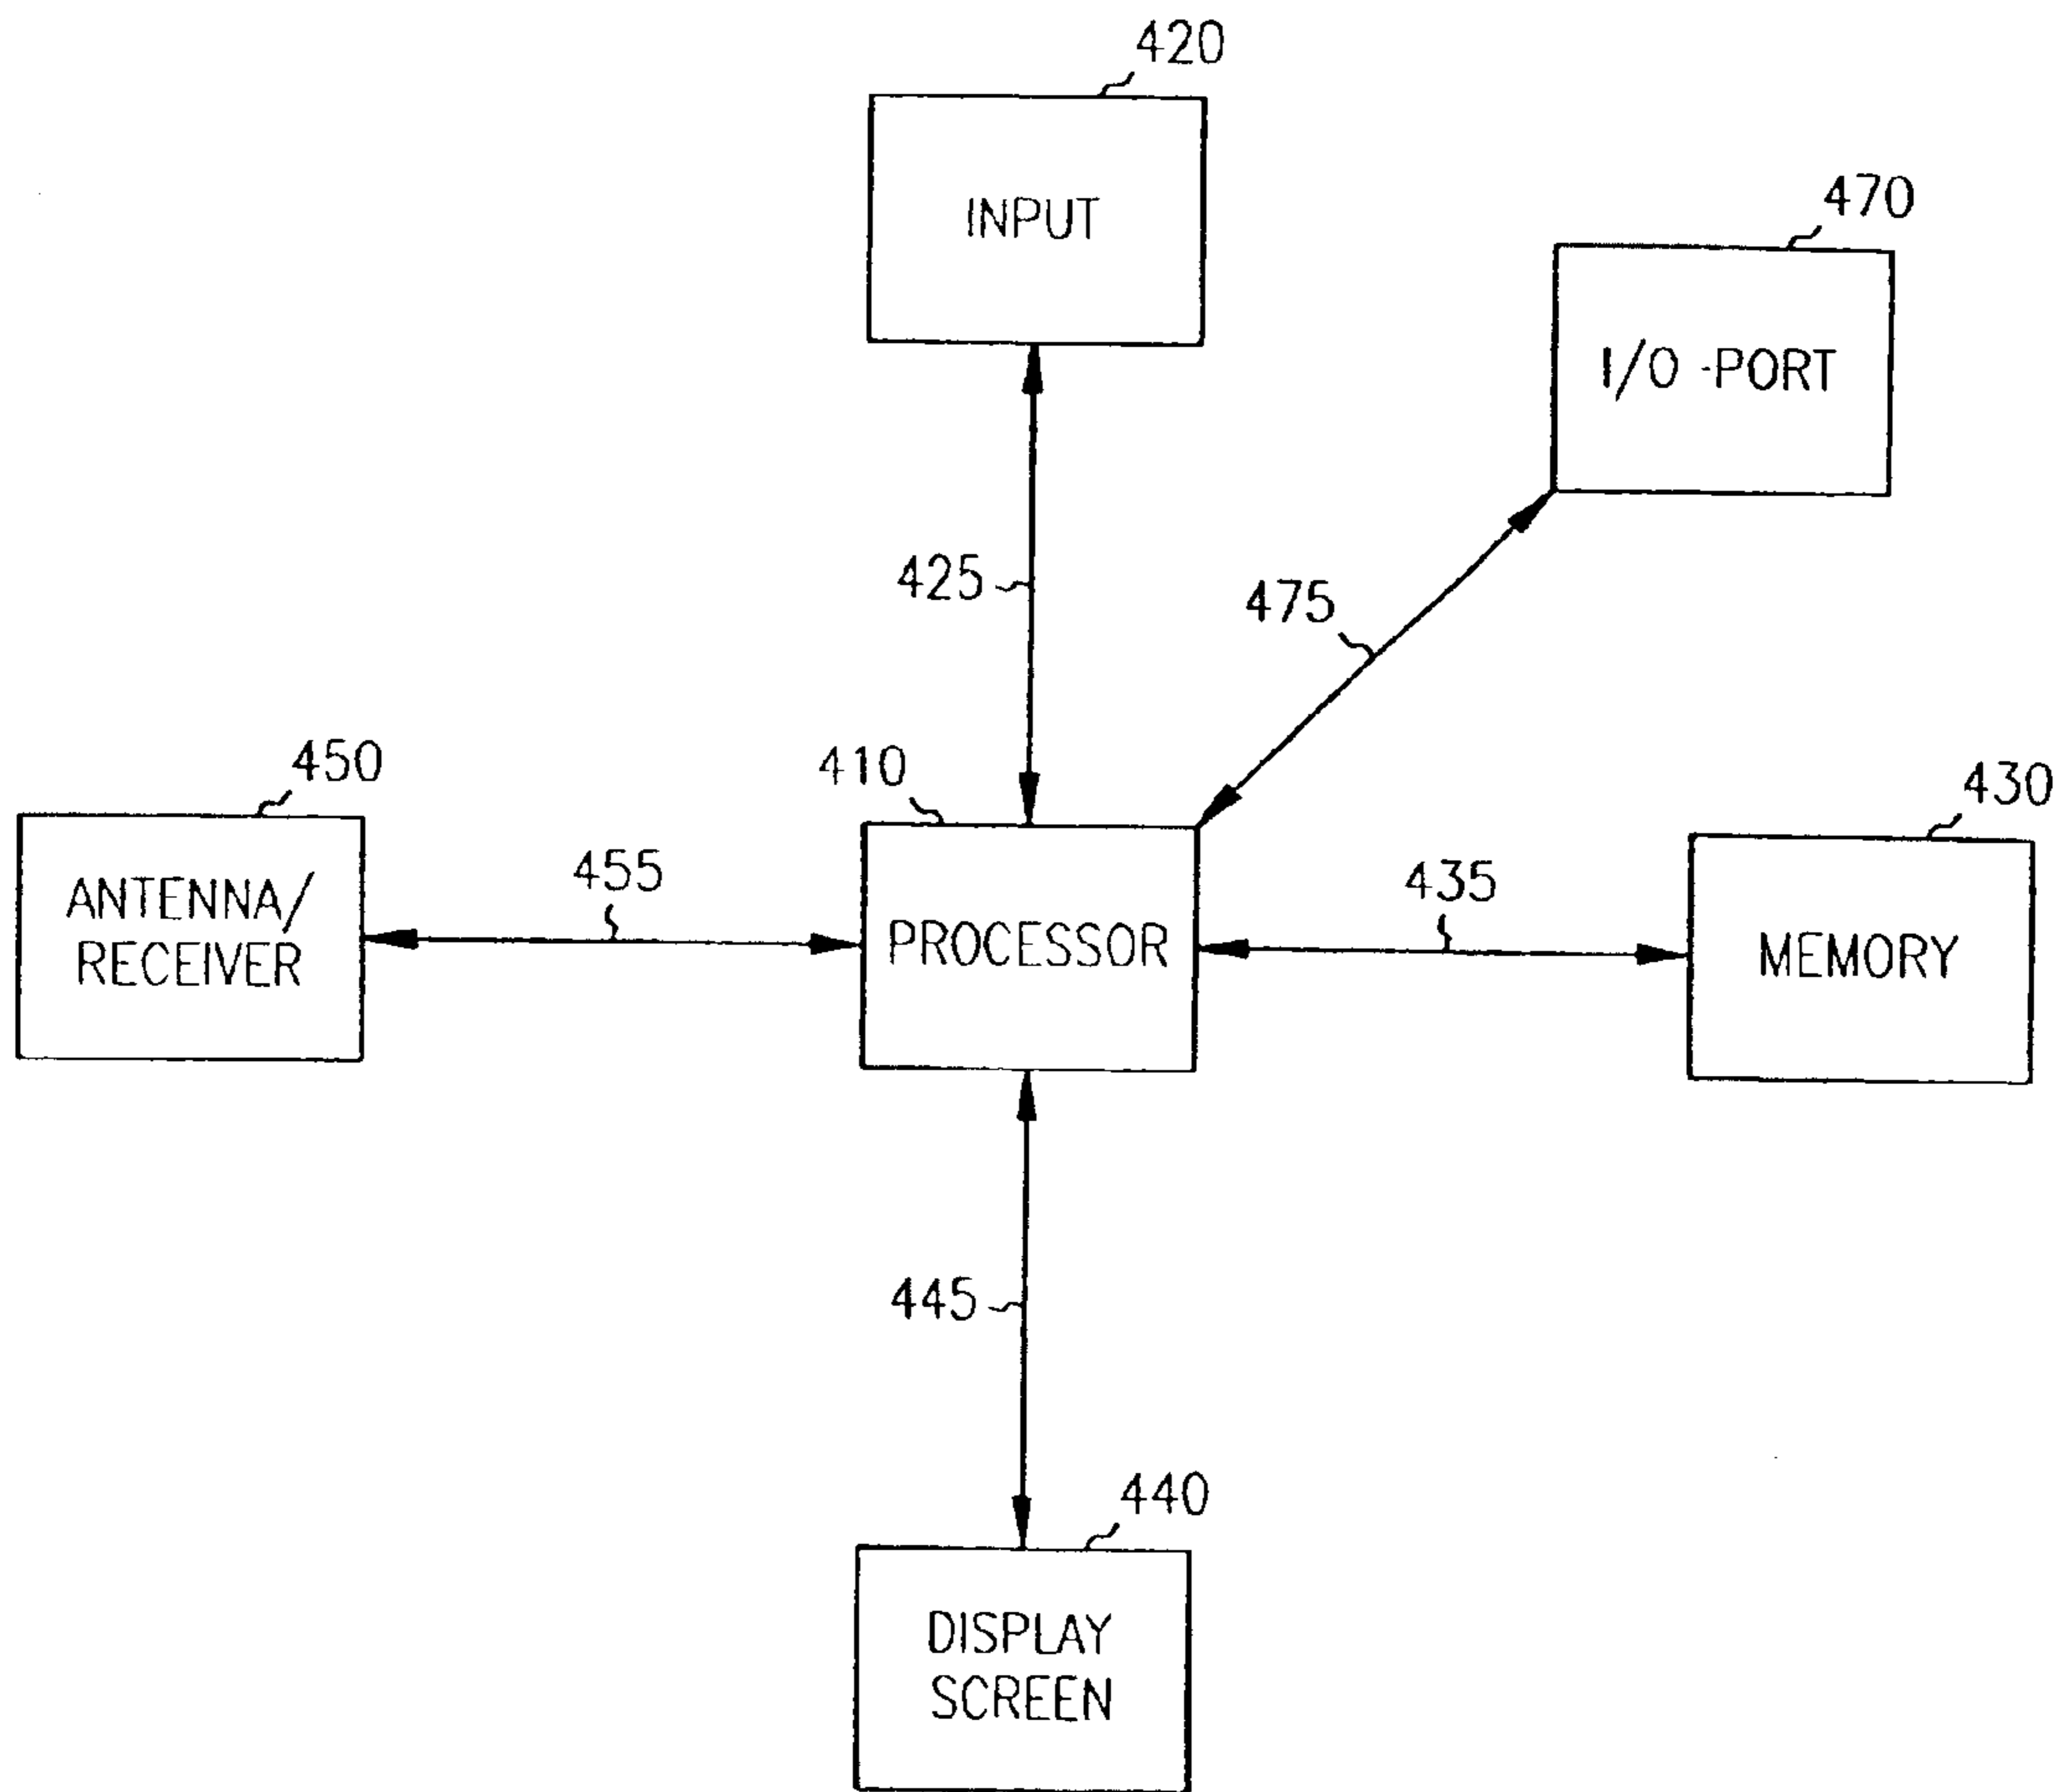 420
INPUT
470
I/O -PORT
425
475
450
410
430
ANTENNA/
RECEIVER
455
PROCESSOR
435
MEMORY
445
440
DISPLAY
SCREEN